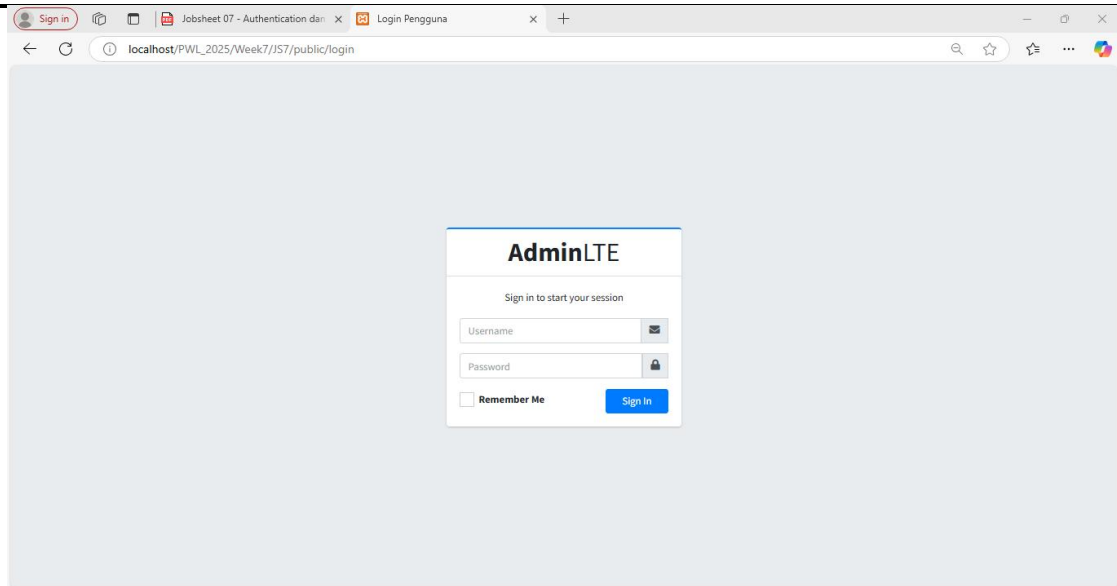 Sign in
Jobsheet 07 - Authentication dan
Login Pengguna
localhost/PWL_2025/Week7/JS7/public/login
AdminLTE
Sign in to start your session
Username
Password
Remember Me
Sign In